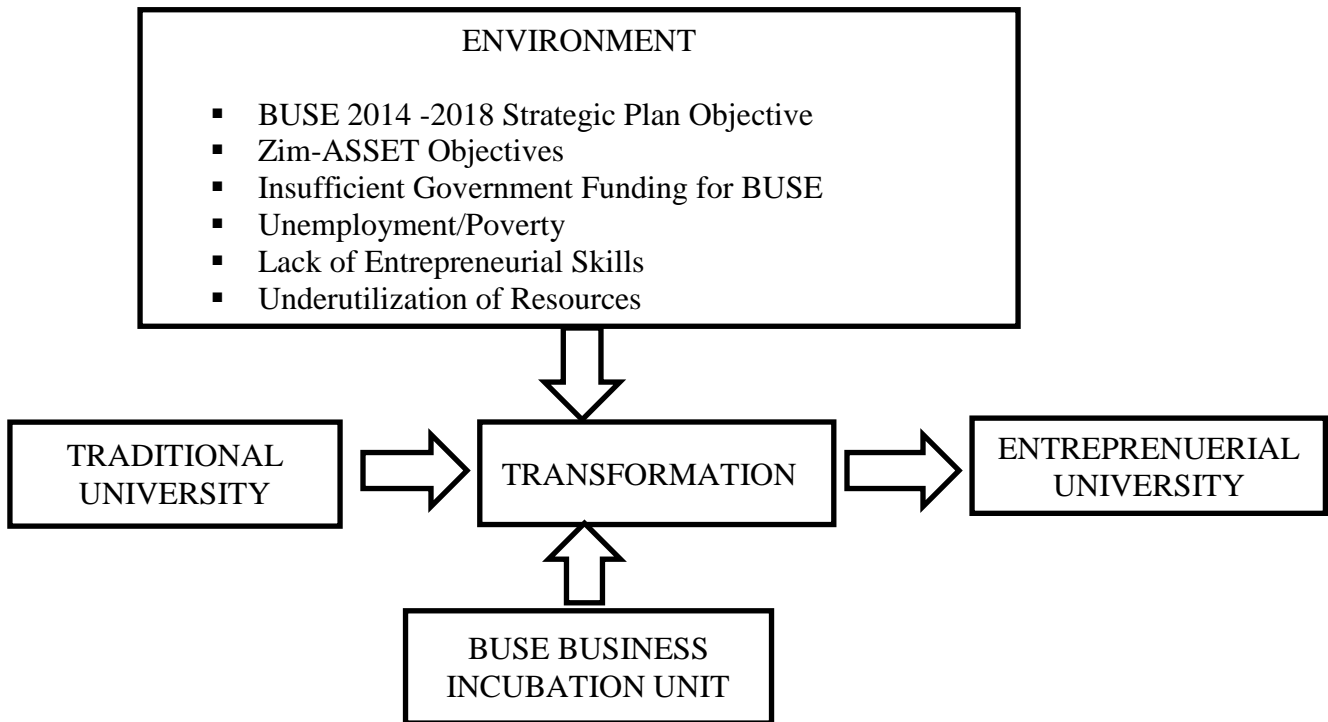 ENVIRONMENT
▪ BUSE 2014 -2018 Strategic Plan Objective
▪ Zim-ASSET Objectives
▪ Insufficient Government Funding for BUSE
▪ Unemployment/Poverty
▪ Lack of Entrepreneurial Skills
▪ Underutilization of Resources
TRADITIONAL
UNIVERSITY
TRANSFORMATION
ENTREPRENUERIAL
UNIVERSITY
BUSE BUSINESS
INCUBATION UNIT